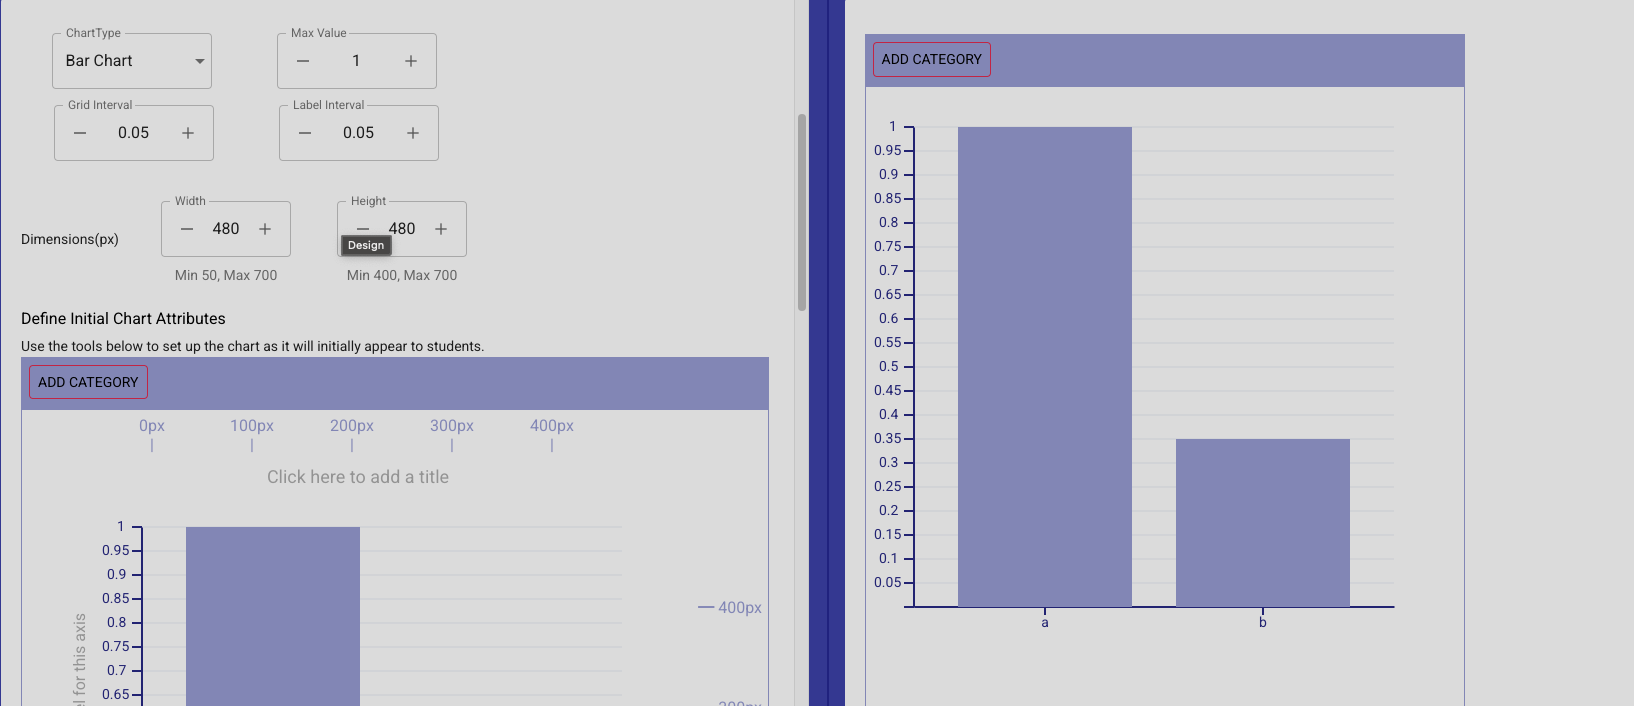 ChartType
Max Value
Bar Chart
1
Grid Interval
Label Interval
0.05
0.05
Width
Height
Dimensions(px)
480
480
Design
Min 50, Max 700
Min 400, Max 700
Define Initial Chart Attributes
Use the tools below to set up the chart as it will initially appear to students.
ADD CATEGORY
0px
100px
200px
300px
400px
Click here to add a title
1
0.95
0.9
0.85
0.8
0.75
0.7
0.65
for this axis
400px
ADD CATEGORY
1
0.95
0.9
0.85
0.8
0.75
0.7
0.65
0.6
0.55
0.5
0.45
0.4
0.35
0.3
0.25
0.2
0.15
0.1
0.05
a
b